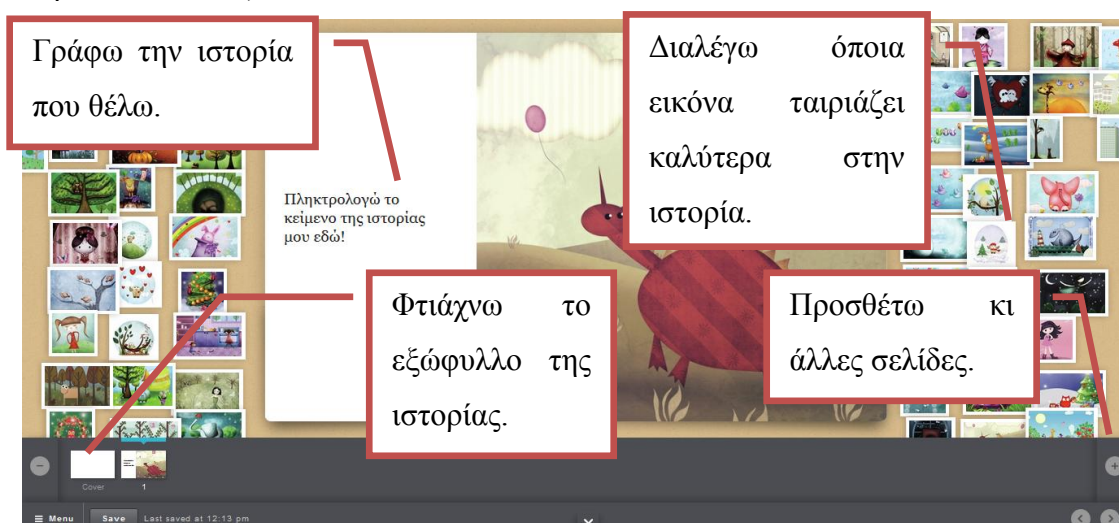 Γράφω την ιστορία
που θέλω.
Διαλέγω όποια
εικόνα ταιριάζει
καλύτερα στην
ιστορία.
Πληκτρολογώ το
κείμενο της ιστορίας
μου εδώ!
Φτιάχνω το
εξώφυλλο της
ιστορίας.
Προσθέτω κι
άλλες σελίδες.
Cover
1
Menu
Save
Last saved at 12:13 pm